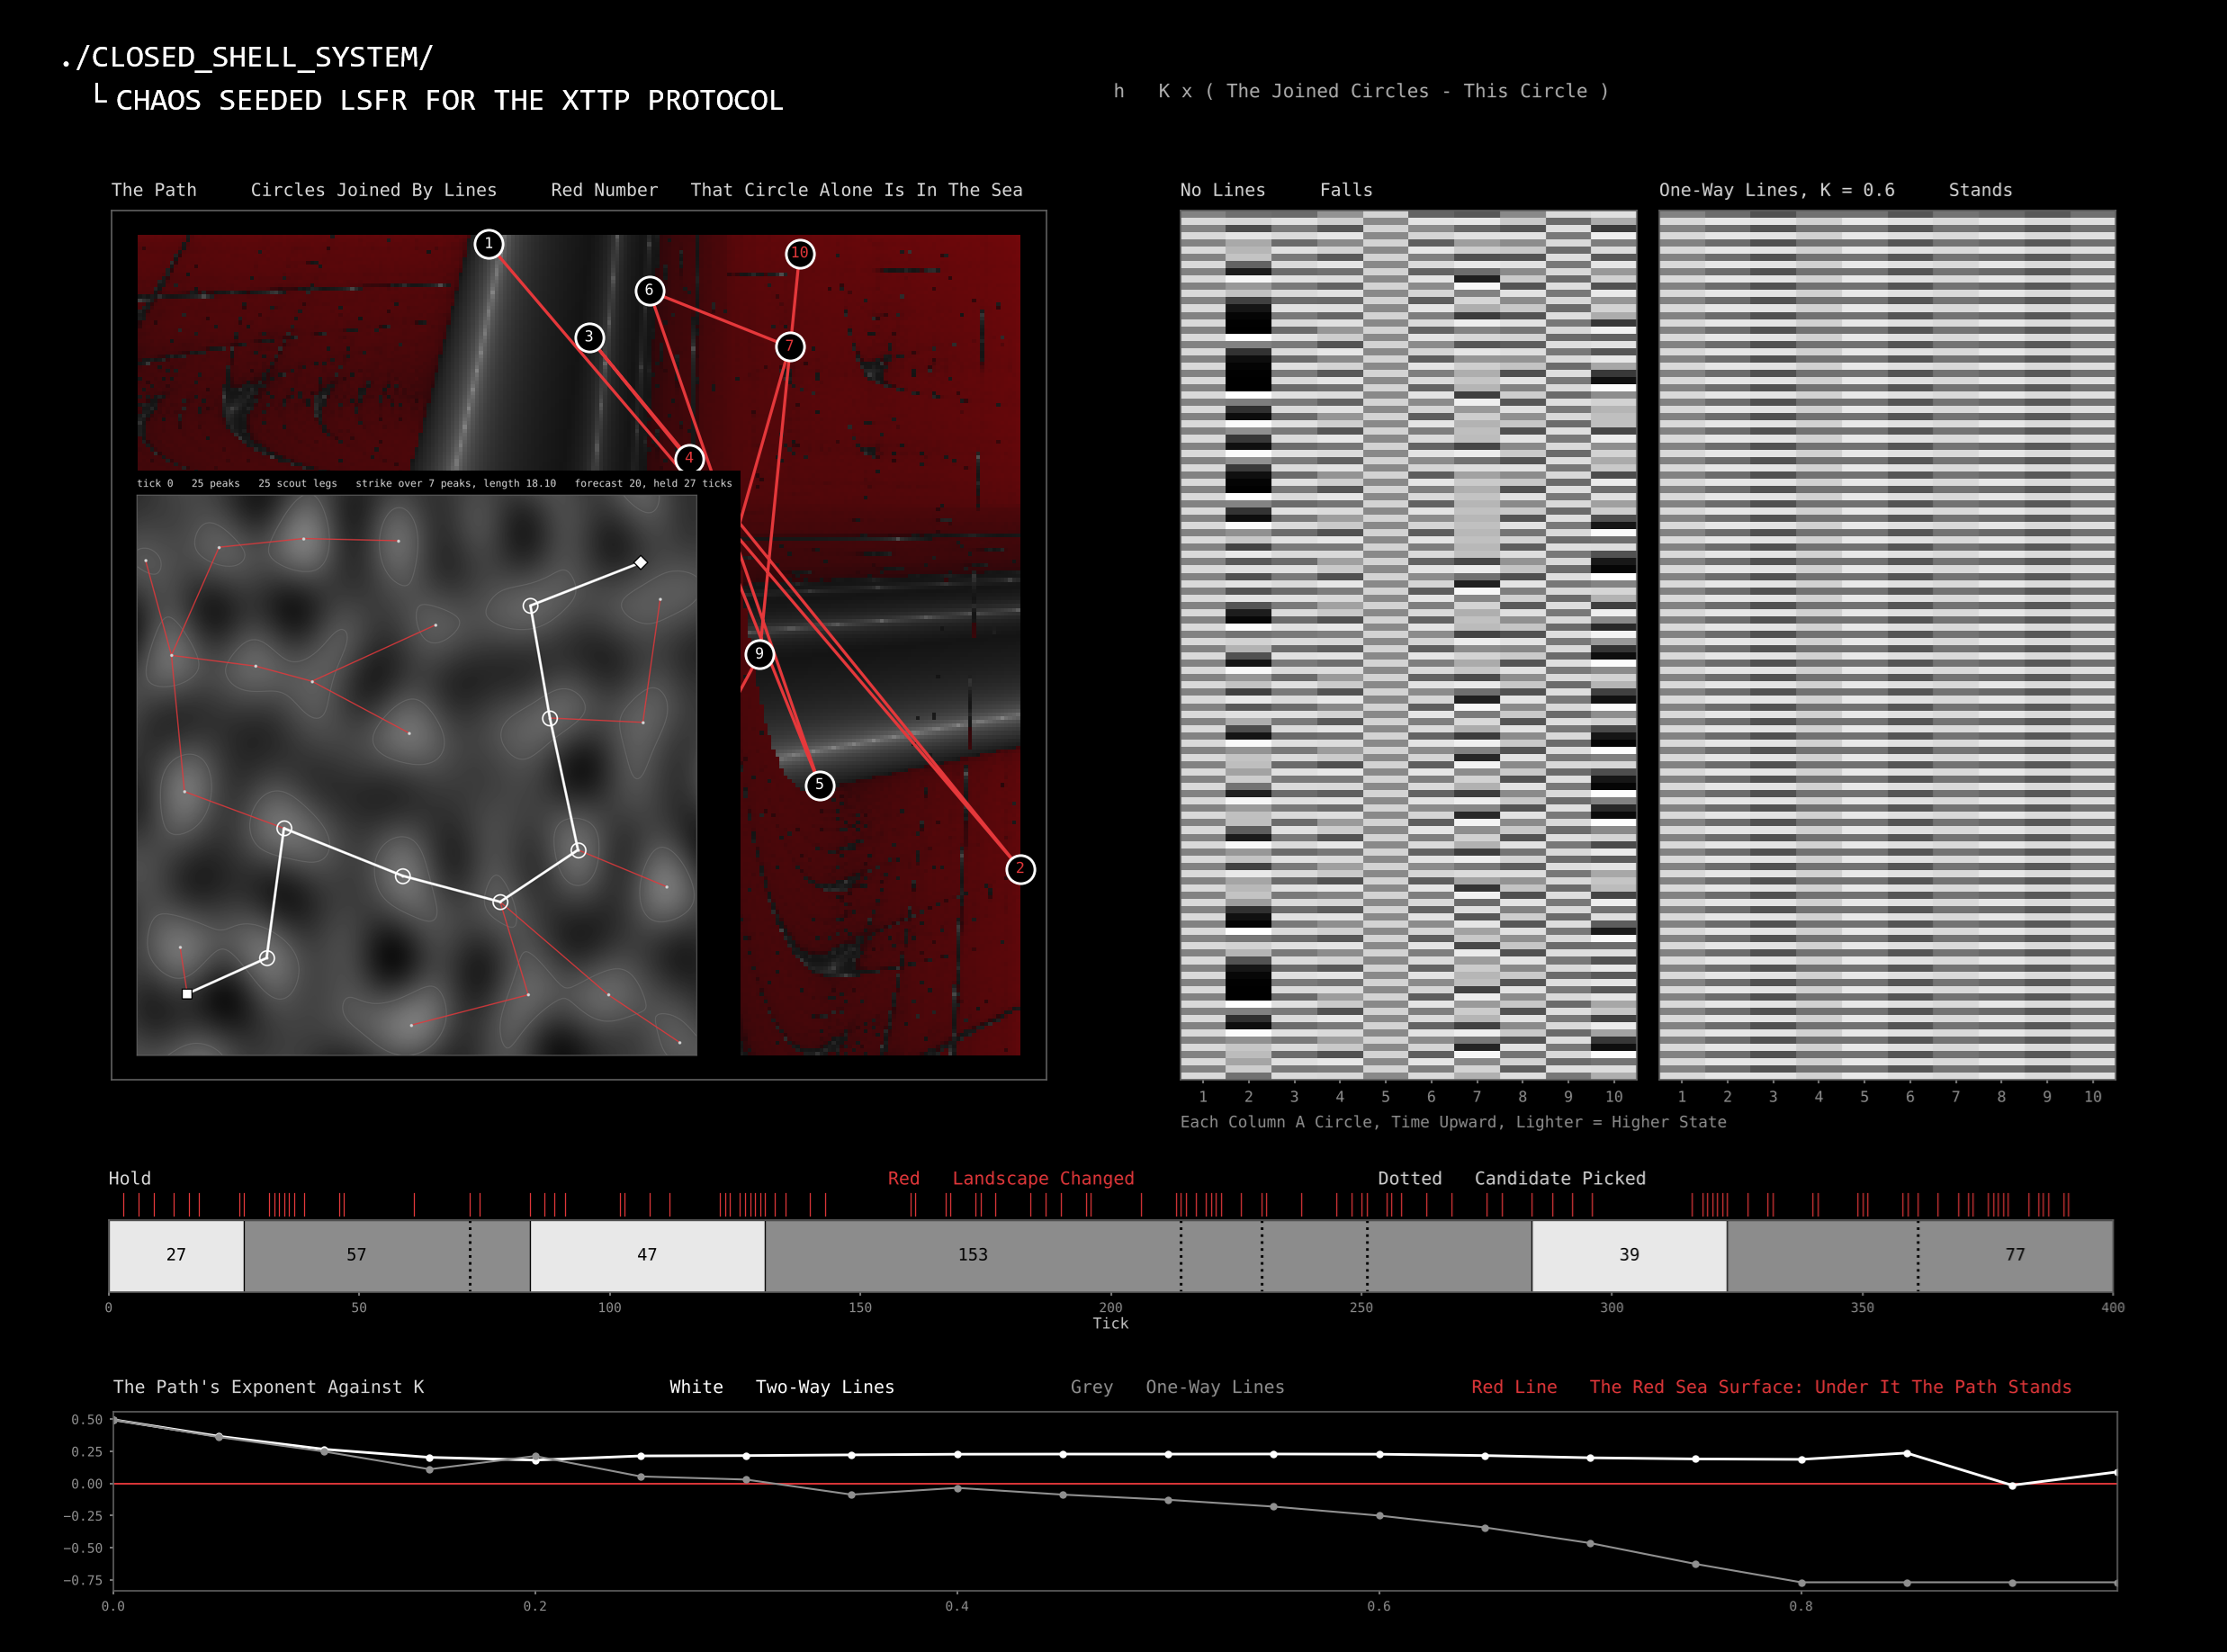 ./CLOSED_SHELL_SYSTEM/
└ CHAOS SEEDED LSFR FOR THE XTTP PROTOCOL
h K x ( The Joined Circles - This Circle )
The Path Circles Joined By Lines Red Number That Circle Alone Is In The Sea
1
10
6
3
7
4
tick 0 25 peaks 25 scout legs strike over 7 peaks, length 18.10 forecast 20, held 27 ticks
9
5
2
No Lines Falls
1 2 3 4 5 6 7 8 9 10
One-Way Lines, K = 0.6 Stands
1 2 3 4 5 6 7 8 9 10
Each Column A Circle, Time Upward, Lighter = Higher State
Hold Red Landscape Changed Dotted Candidate Picked
27 57 47 153 39 77
0 50 100 150 200 250 300 350 400
Tick
The Path's Exponent Against K White Two-Way Lines Grey One-Way Lines Red Line The Red Sea Surface: Under It The Path Stands
0.50
0.25
0.00
−0.25
−0.50
−0.75
0.0 0.2 0.4 0.6 0.8